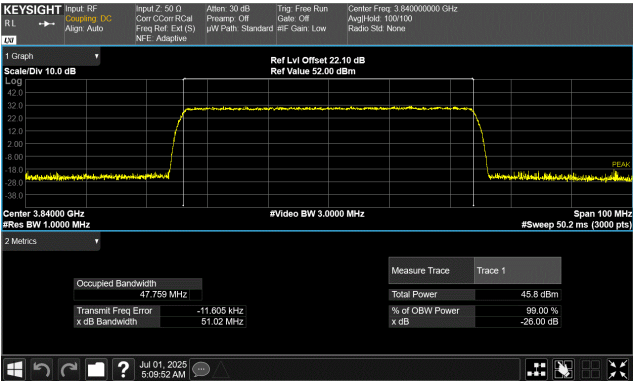 KEYSIGHT Input: RF Input Z: 50 Ω Atten: 30 dB Trig: Free Run Center Freq: 3.840000000 GHz
RL Coupling: DC Corr CCorr RCal Preamp: Off Gate: Off Avg|Hold: 100/100
Align: Auto Freq Ref: Ext (S) µW Path: Standard #IF Gain: Low Radio Std: None
LXI NFE: Adaptive
1 Graph
Ref Lvl Offset 22.10 dB
Scale/Div 10.0 dB Ref Value 52.00 dBm
Log
42.0
32.0
22.0
12.0
2.00
-8.00
PEAK
-18.0
-28.0
-38.0
Center 3.84000 GHz #Video BW 3.0000 MHz Span 100 MHz
#Res BW 1.0000 MHz #Sweep 50.2 ms (3000 pts)
2 Metrics
Measure Trace Trace 1
Occupied Bandwidth
47.759 MHz Total Power 45.8 dBm
Transmit Freq Error -11.605 kHz % of OBW Power 99.00 %
x dB Bandwidth 51.02 MHz x dB -26.00 dB
Jul 01, 2025
5:09:52 AM